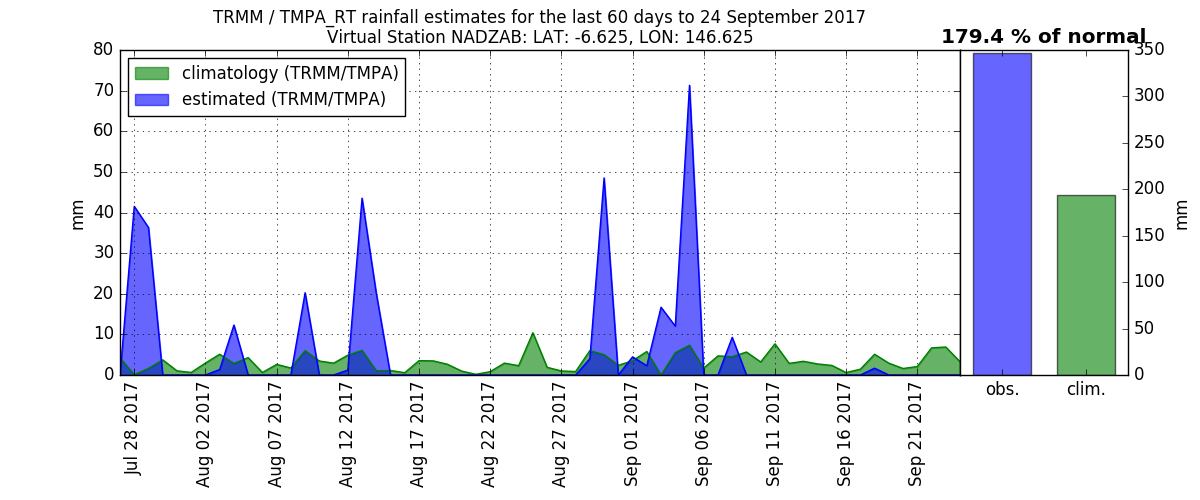 TRMM / TMPA_RT rainfall estimates for the last 60 days to 24 September 2017
Virtual Station NADZAB: LAT: -6.625, LON: 146.625
179.4 % of normal
climatology (TRMM/TMPA)
estimated (TRMM/TMPA)
mm
80
70
60
50
40
30
20
10
0
Jul 28 2017
Aug 02 2017
Aug 07 2017
Aug 12 2017
Aug 17 2017
Aug 22 2017
Aug 27 2017
Sep 01 2017
Sep 06 2017
Sep 11 2017
Sep 16 2017
Sep 21 2017
obs.
clim.
350
300
250
200
150
100
50
0
mm